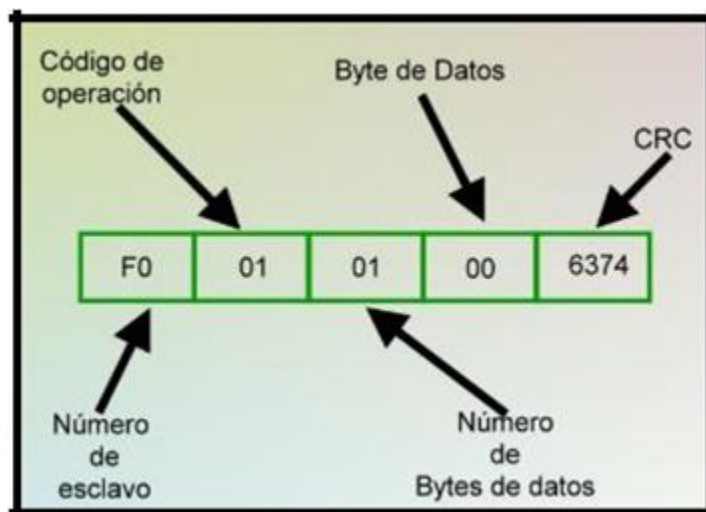 Código de
operación
Byte de Datos
CRC
F0 01 01 00 6374
Número
de
esclavo
Número
de
Bytes de datos